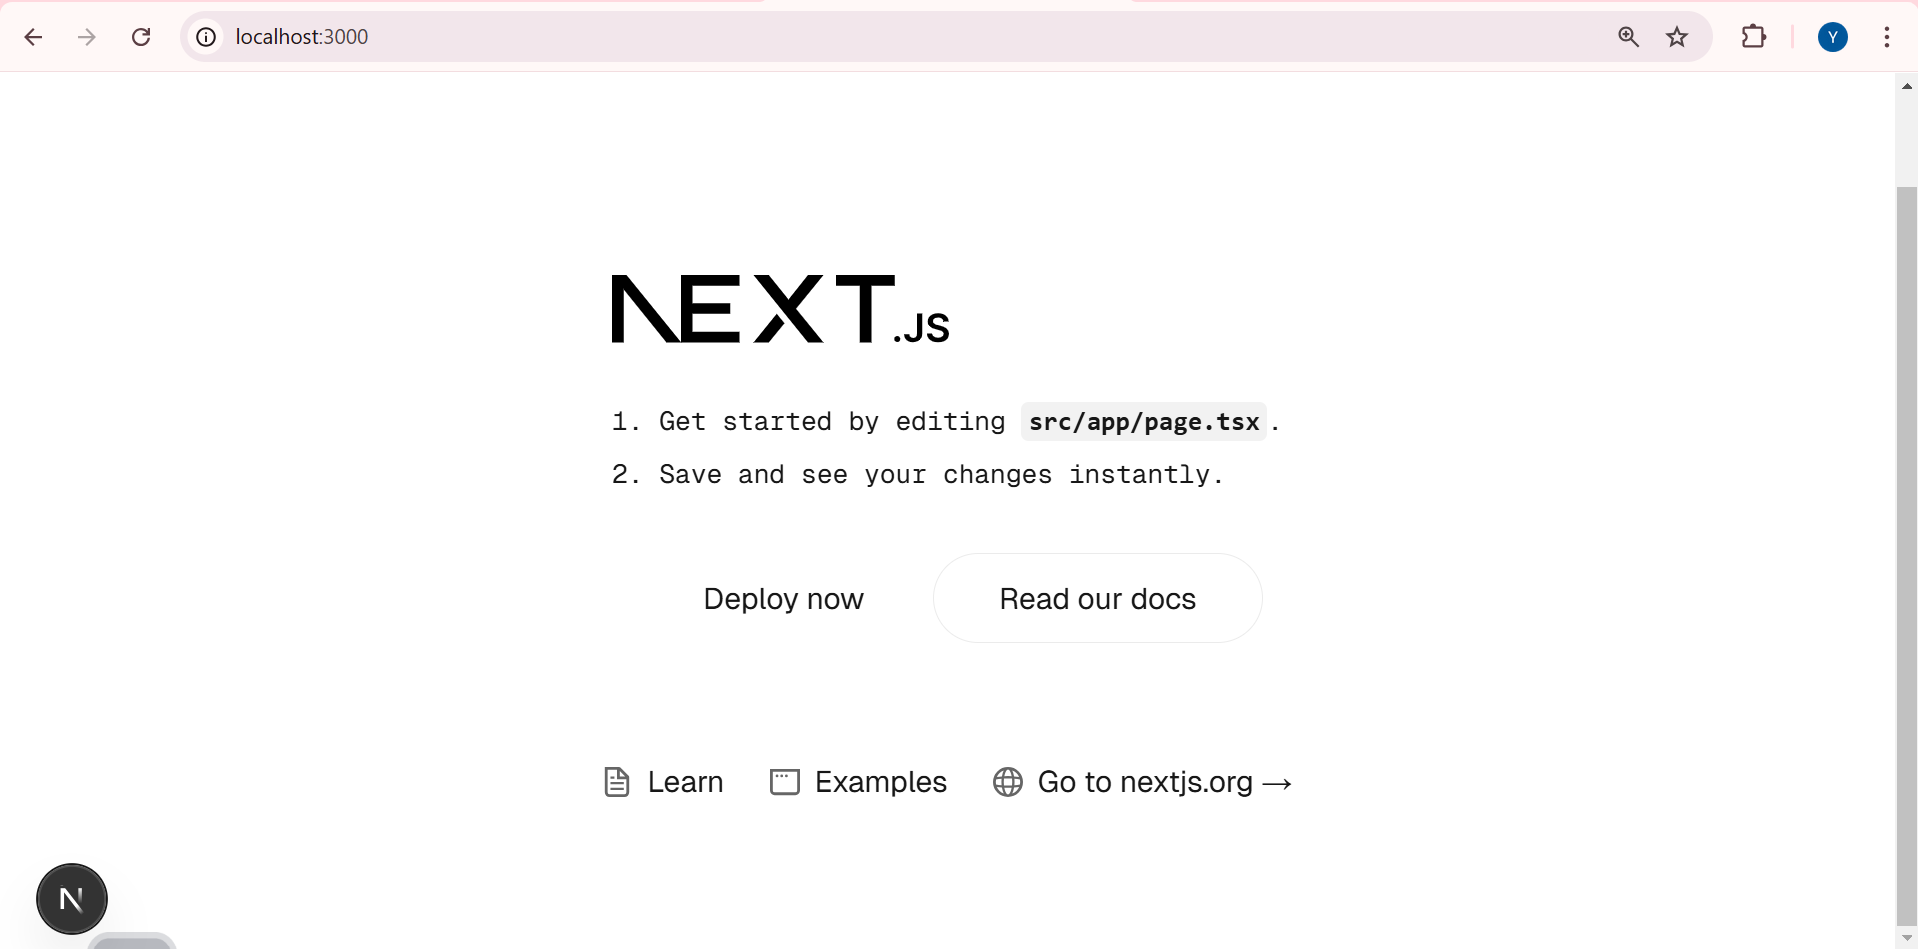 localhost:3000
Y
NEXT.JS
1. Get started by editing src/app/page.tsx.
2. Save and see your changes instantly.
Deploy now
Read our docs
Learn
Examples
Go to nextjs.org →
N